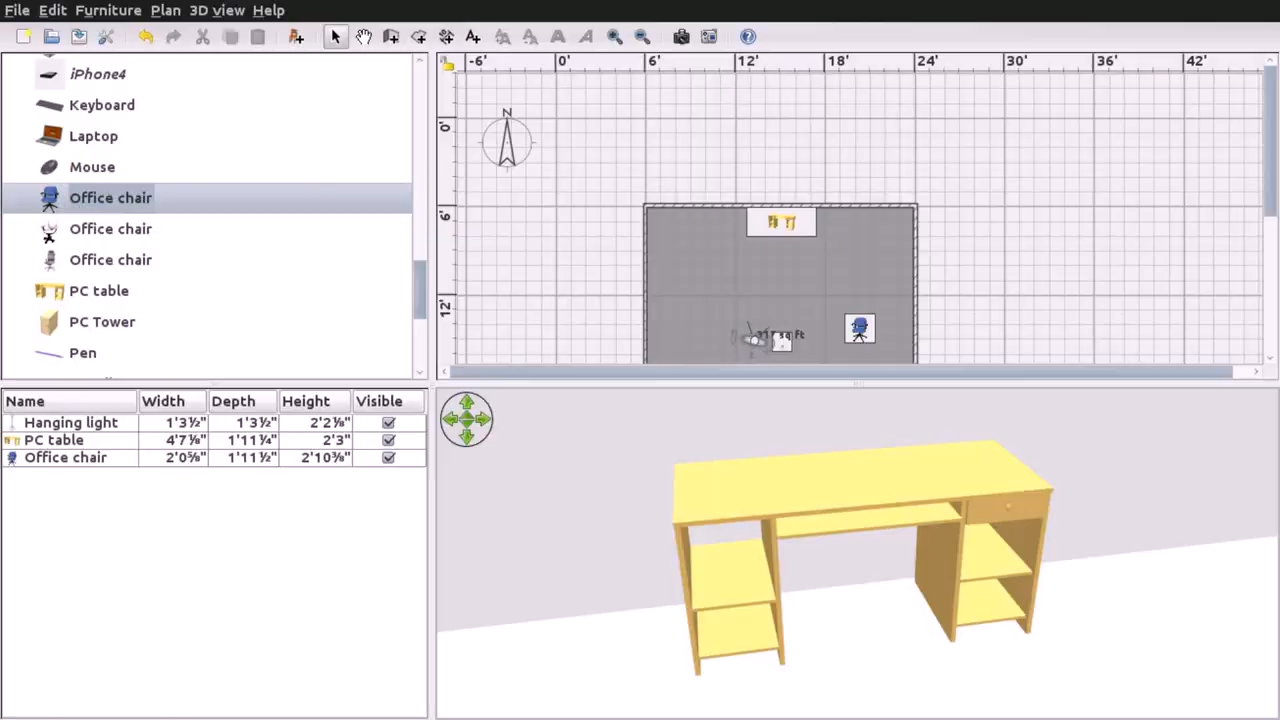 File Edit Furniture Plan 3D view Help
iPhone4
Keyboard
Laptop
Mouse
Office chair
Office chair
Office chair
PC table
PC Tower
Pen
-6' 0' 6' 12' 18' 24' 30' 36' 42'
0'
N
6'
12'
sq ft
Name Width Depth Height Visible
Hanging light 1'3½" 1'3½" 2'2⅛"
PC table 4'7⅛" 1'11¼" 2'3"
Office chair 2'0⅝" 1'11½" 2'10⅜"